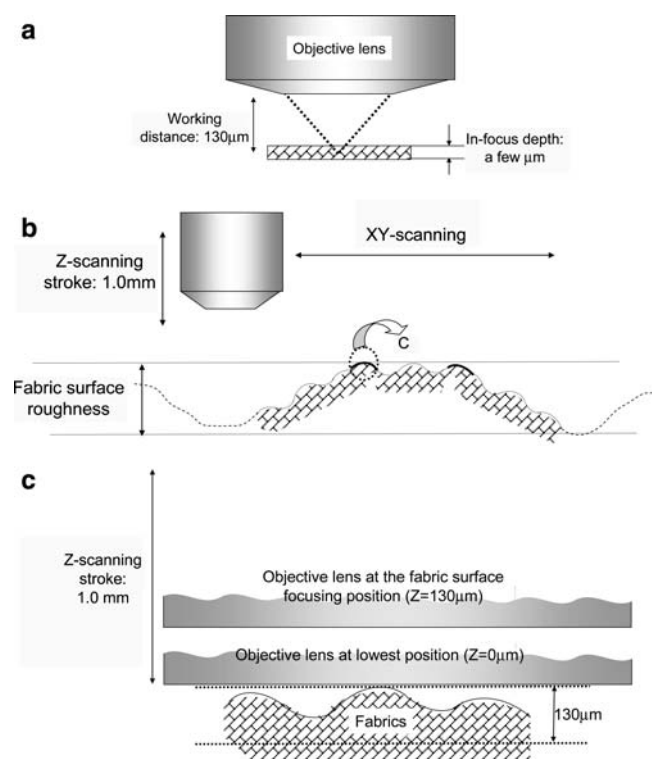 a
Objective lens
Working
distance: 130μm
In-focus depth:
a few μm
b
XY-scanning
Z-scanning
stroke: 1.0mm
C
Fabric surface
roughness
c
Z-scanning
stroke:
1.0 mm
Objective lens at the fabric surface
focusing position (Z=130μm)
Objective lens at lowest position (Z=0μm)
130μm
Fabrics